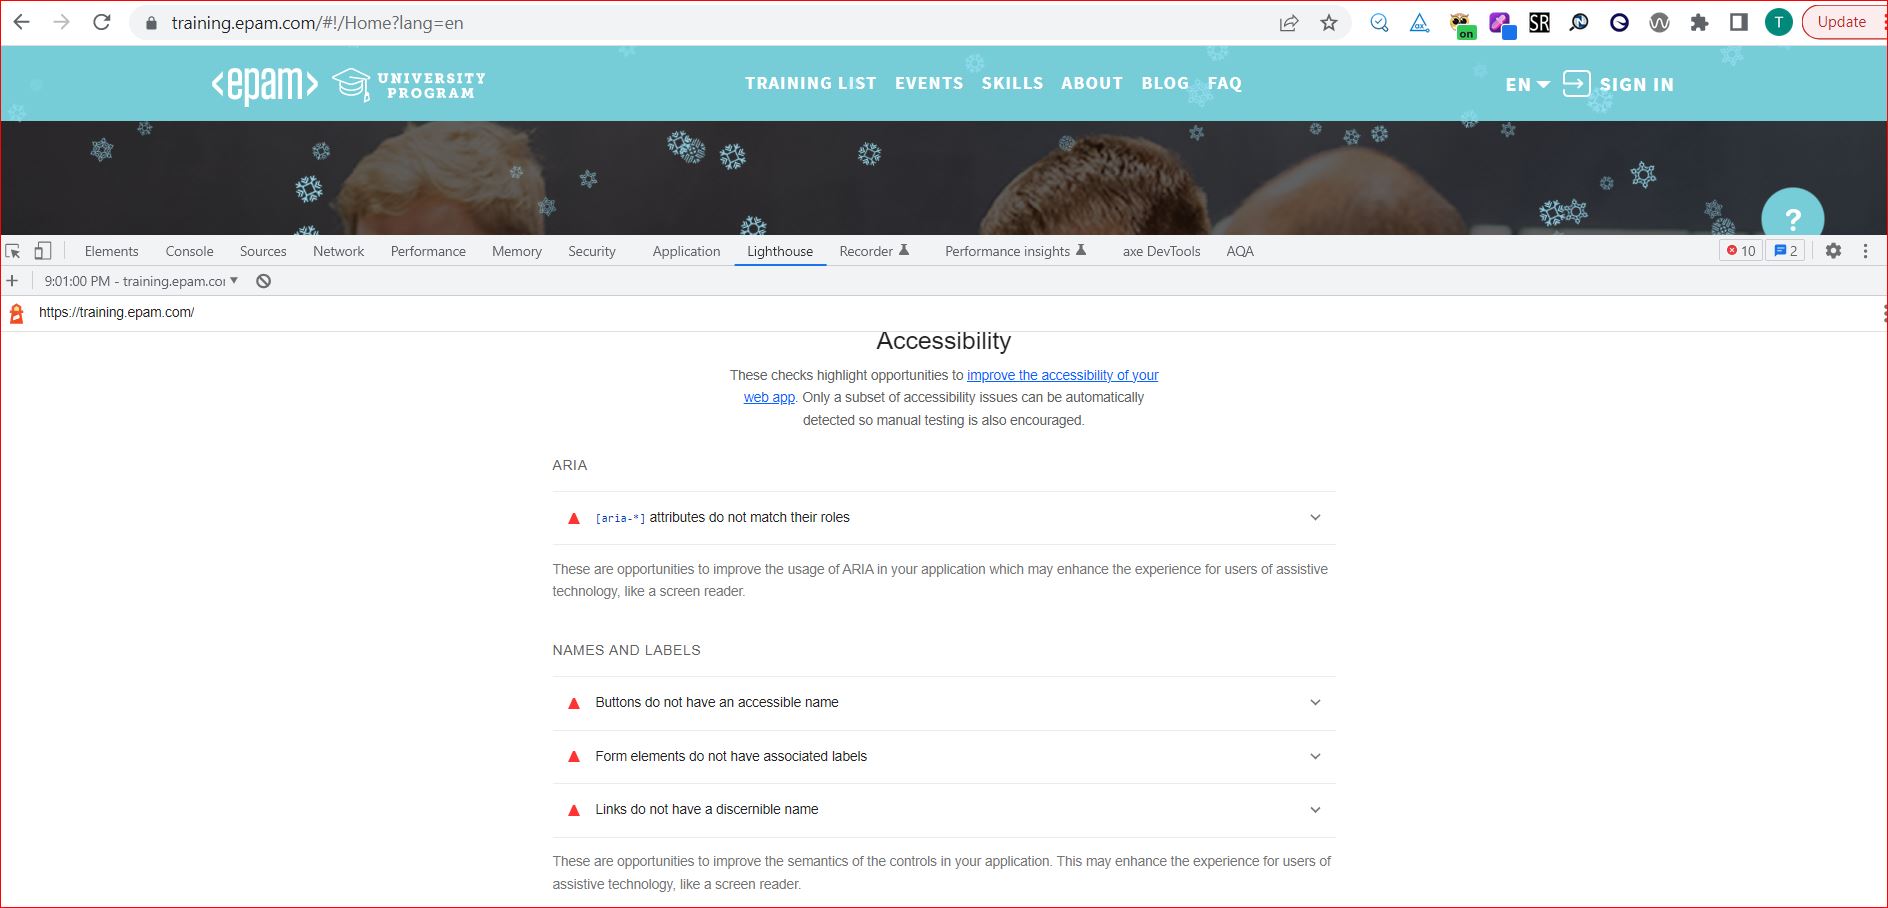 training.epam.com/#!/Home?lang=en
on
SR
T
Update
<epam>
UNIVERSITY
PROGRAM
TRAINING LIST EVENTS SKILLS ABOUT BLOG FAQ
EN
SIGN IN
?
Elements Console Sources Network Performance Memory Security Application Lighthouse Recorder Performance insights axe DevTools AQA
10
2
9:01:00 PM - training.epam.co
https://training.epam.com/
Accessibility
These checks highlight opportunities to improve the accessibility of your
web app. Only a subset of accessibility issues can be automatically
detected so manual testing is also encouraged.
ARIA
[aria-*] attributes do not match their roles
These are opportunities to improve the usage of ARIA in your application which may enhance the experience for users of assistive
technology, like a screen reader.
NAMES AND LABELS
Buttons do not have an accessible name
Form elements do not have associated labels
Links do not have a discernible name
These are opportunities to improve the semantics of the controls in your application. This may enhance the experience for users of
assistive technology, like a screen reader.